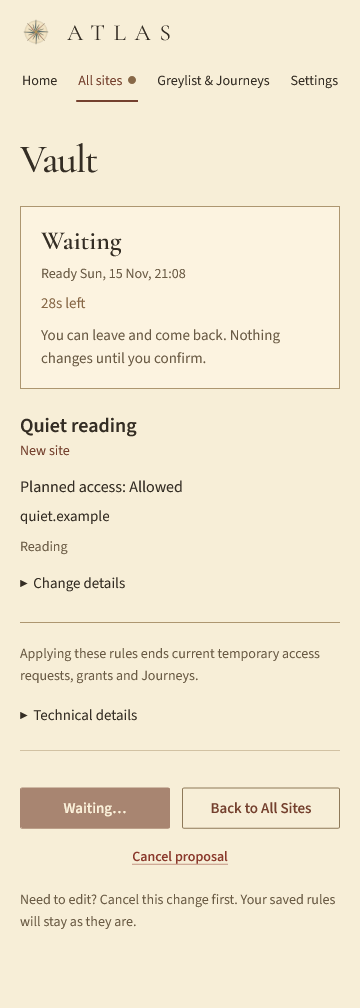 ATLAS
Home All sites Greylist & Journeys Settings
Vault
Waiting
Ready Sun, 15 Nov, 21:08
28s left
You can leave and come back. Nothing
changes until you confirm.
Quiet reading
New site
Planned access: Allowed
quiet.example
Reading
▸ Change details
Applying these rules ends current temporary access
requests, grants and Journeys.
▸ Technical details
Waiting… Back to All Sites
Cancel proposal
Need to edit? Cancel this change first. Your saved rules
will stay as they are.